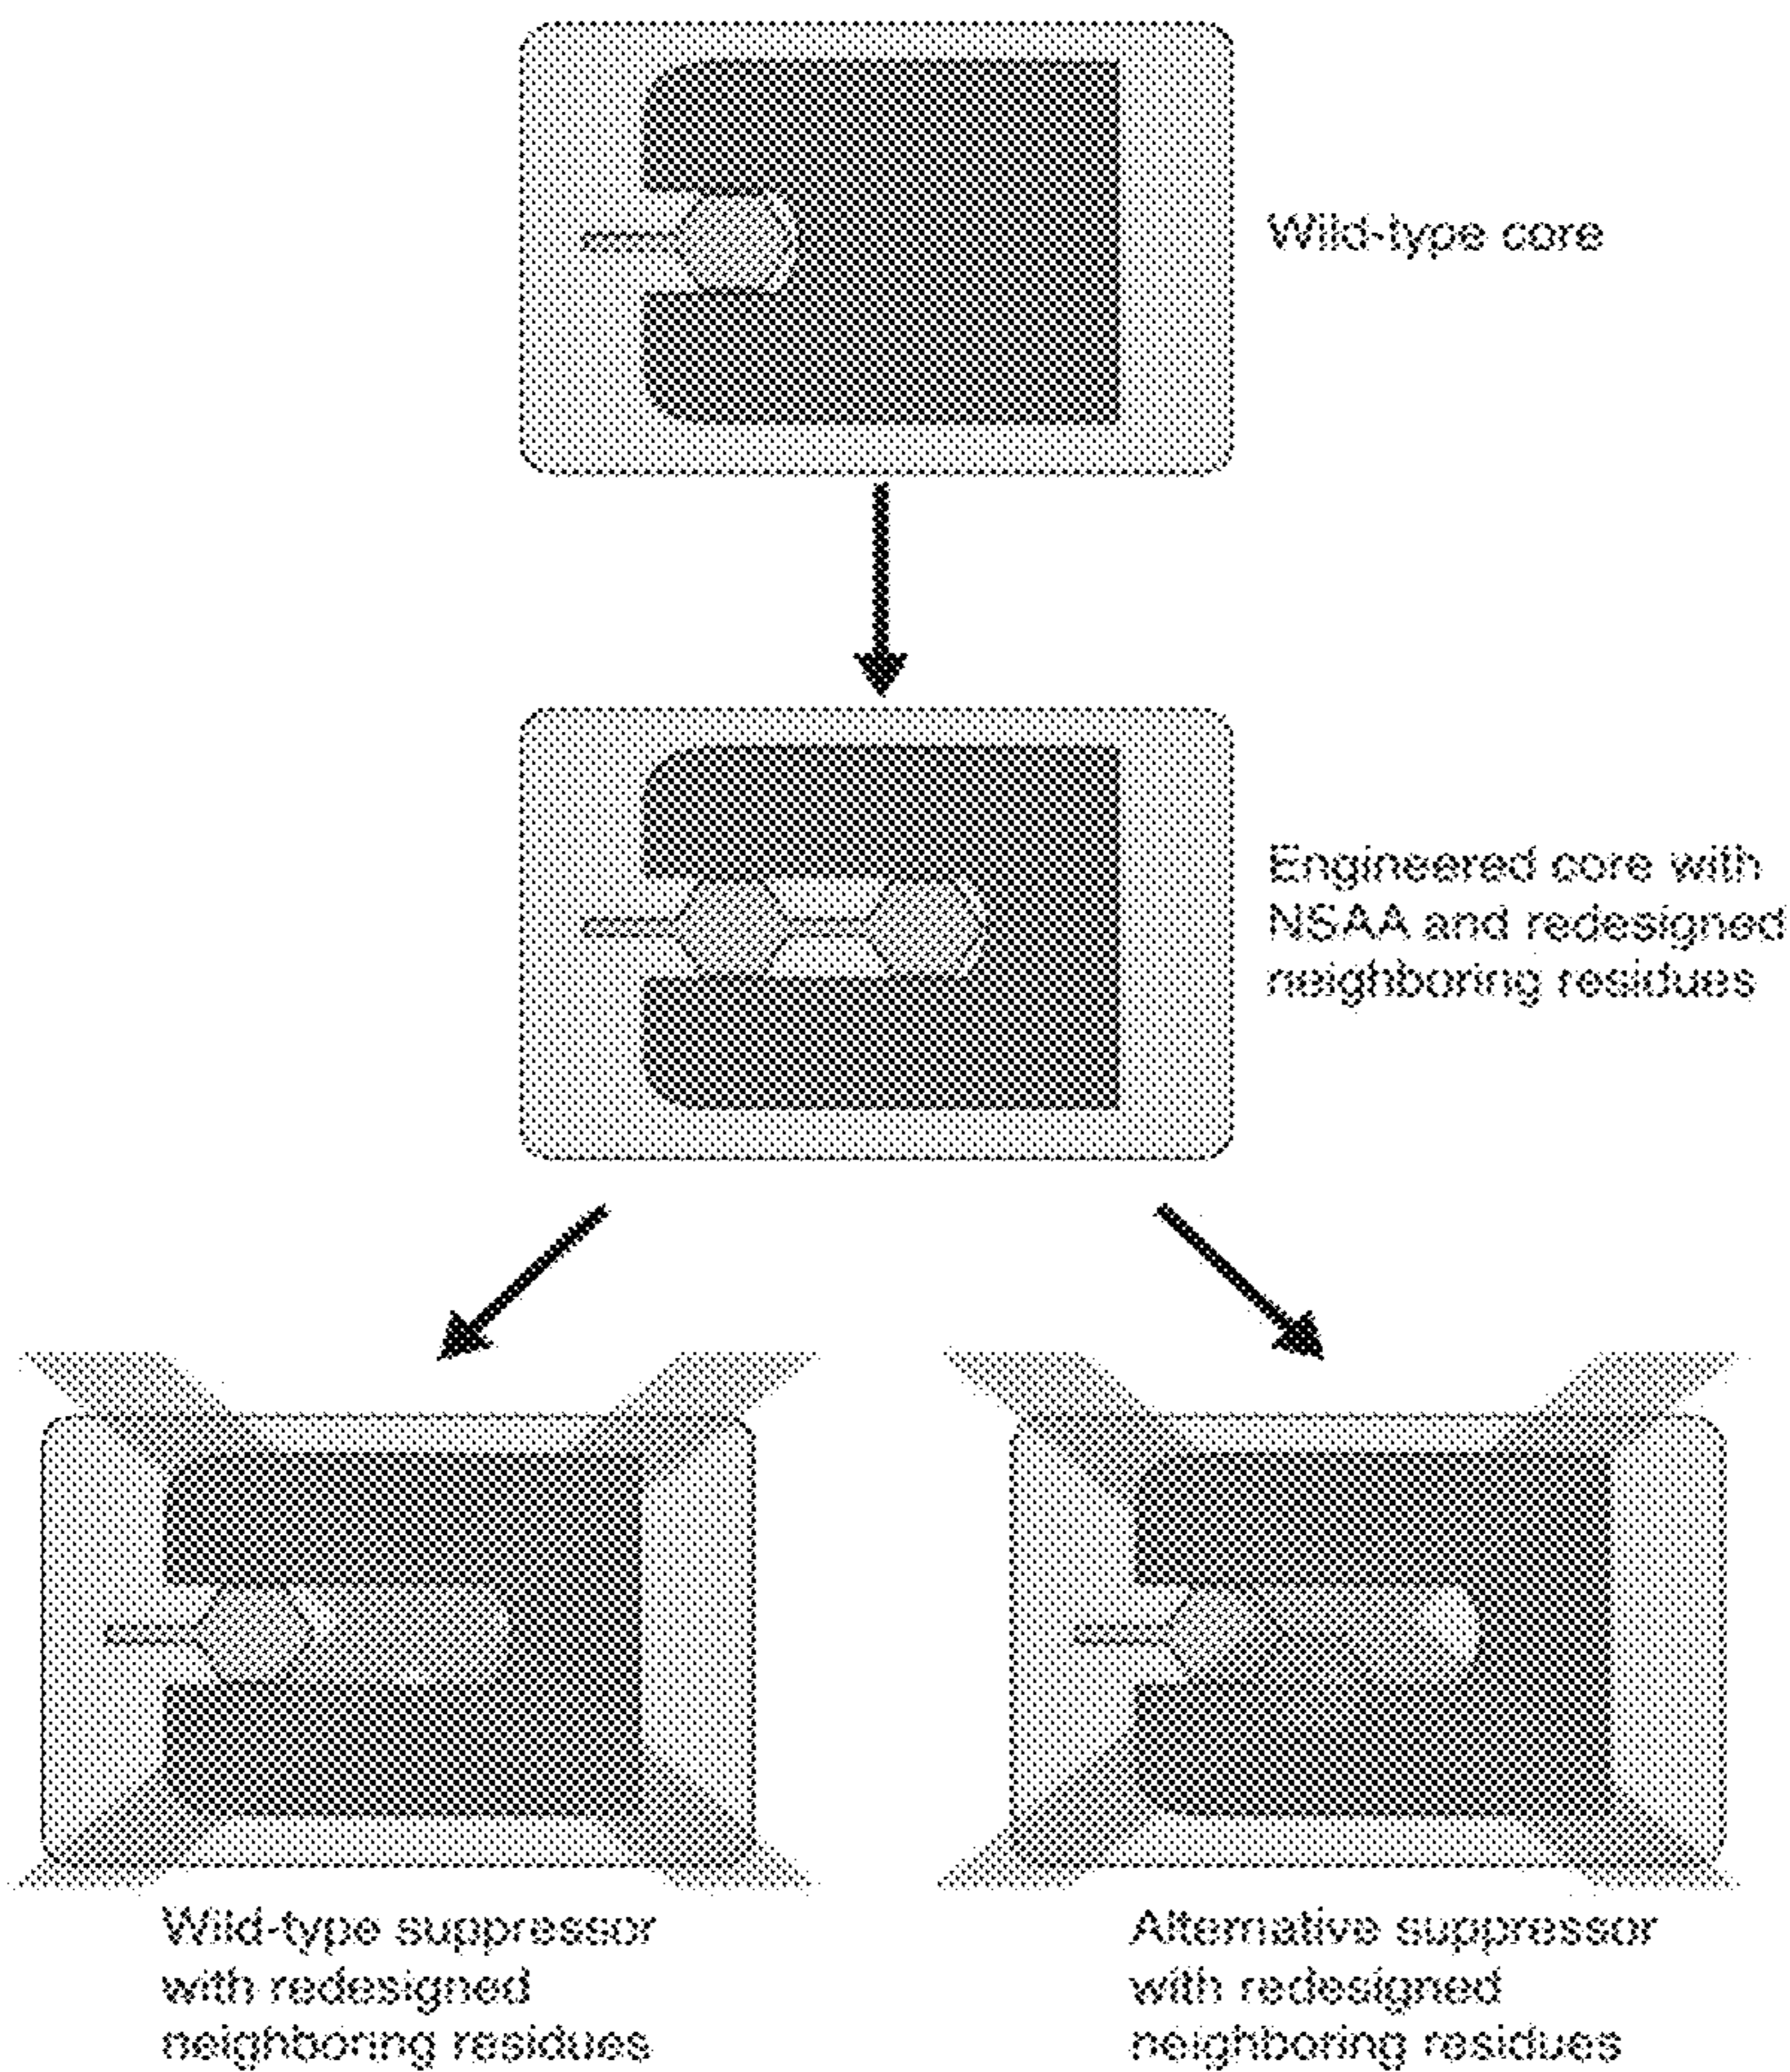 Wild-type core
Engineered core with
NSAA and redesigned
neighboring residues
Wild-type suppressor
with redesigned
neighboring residues
Alternative suppressor
with redesigned
neighboring residues